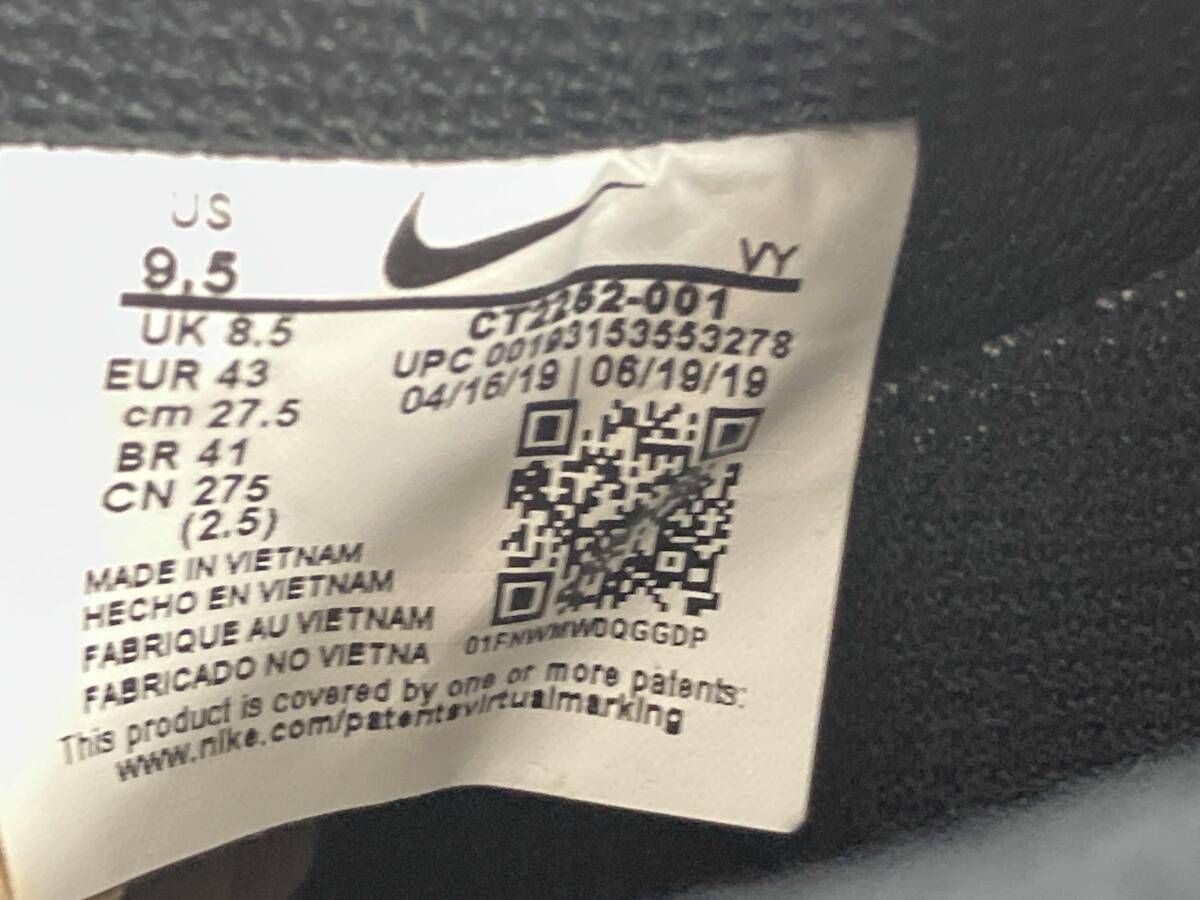 US
9.5
VY
UK 8.5
EUR 43
cm 27.5
BR 41
CN 275
(2.5)
CT2252-001
UPC 00193153553278
04/16/19 | 06/19/19
01FNWMW0QGGDP
MADE IN VIETNAM
HECHO EN VIETNAM
FABRIQUE AU VIETNAM
FABRICADO NO VIETNA
This product is covered by one or more patents:
www.nike.com/patentsvirtualmarking